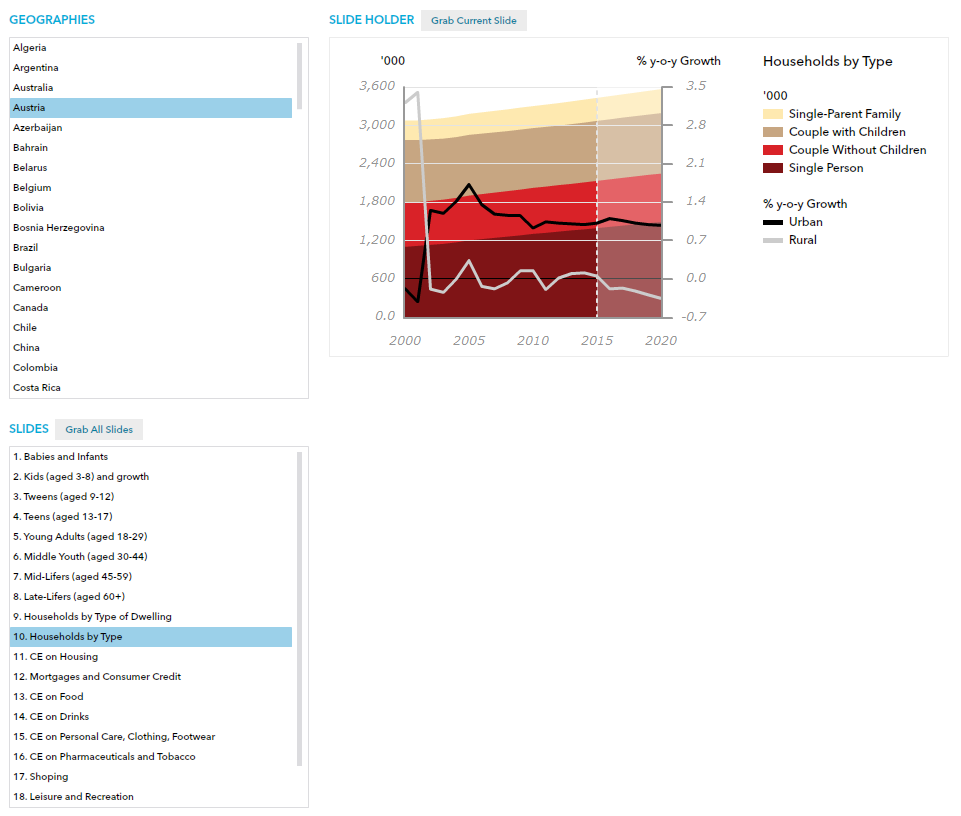 GEOGRAPHIES
Algeria
Argentina
Australia
Austria
Azerbaijan
Bahrain
Belarus
Belgium
Bolivia
Bosnia Herzegovina
Brazil
Bulgaria
Cameroon
Canada
Chile
China
Colombia
Costa Rica
SLIDES Grab All Slides
1. Babies and Infants
2. Kids (aged 3-8) and growth
3. Tweens (aged 9-12)
4. Teens (aged 13-17)
5. Young Adults (aged 18-29)
6. Middle Youth (aged 30-44)
7. Mid-Lifers (aged 45-59)
8. Late-Lifers (aged 60+)
9. Households by Type of Dwelling
10. Households by Type
11. CE on Housing
12. Mortgages and Consumer Credit
13. CE on Food
14. CE on Drinks
15. CE on Personal Care, Clothing, Footwear
16. CE on Pharmaceuticals and Tobacco
17. Shoping
18. Leisure and Recreation
SLIDE HOLDER Grab Current Slide
'000 % y-o-y Growth
3,600 3.5
3,000 2.8
2,400 2.1
1,800 1.4
1,200 0.7
600 0.0
0.0 -0.7
2000 2005 2010 2015 2020
Households by Type
'000
Single-Parent Family
Couple with Children
Couple Without Children
Single Person
% y-o-y Growth
Urban
Rural